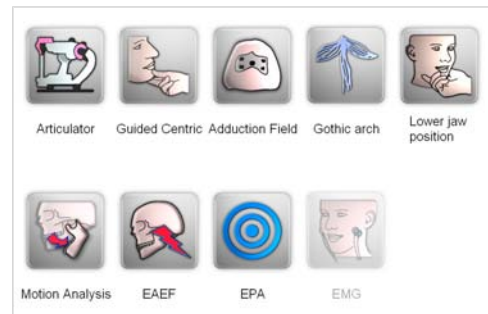 Articulator
Guided Centric
Adduction Field
Gothic arch
Lower jaw
position
Motion Analysis
EAEF
EPA
EMG